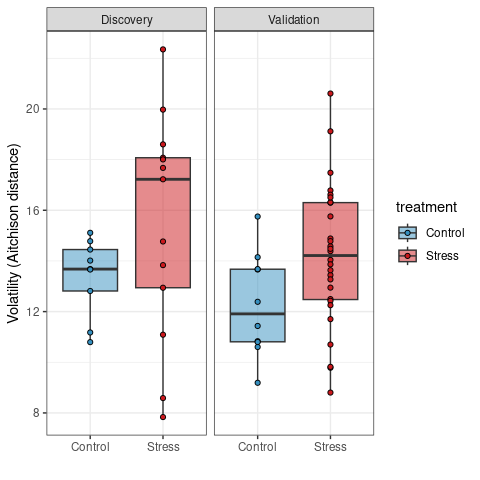 Discovery
Validation
Volatility (Aitchison distance)
20
16
12
8
Control
Stress
Control
Stress
treatment
Control
Stress